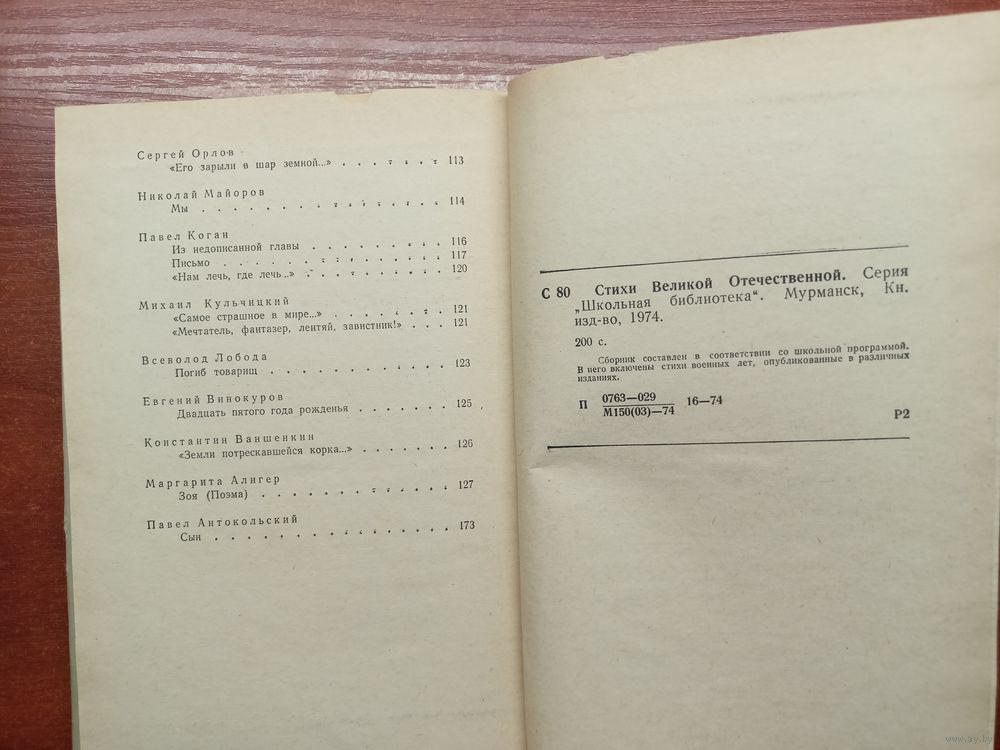 Сергей Орлов
«Его зарыли в шар земной...» . . . . . . 113
Николай Майоров
Мы . . . . . . . . . . . . . . 114
Павел Коган
Из недописанной главы . . . . . . . . 116
Письмо . . . . . . . . . . . . . 117
«Нам лечь, где лечь...» . . . . . . . . . 120
Михаил Кульчицкий
«Самое страшное в мире...» . . . . . . . 121
«Мечтатель, фантазер, лентяй, завистник!» . . . 121
Всеволод Лобода
Погиб товарищ . . . . . . . . . . 123
Евгений Винокуров
Двадцать пятого года рожденья . . . . . . . 125
Константин Ваншенкин
«Земли потрескавшейся корка...» . . . . . . 126
Маргарита Алигер
Зоя (Поэма) . . . . . . . . . . . 127
Павел Антокольский
Сын . . . . . . . . . . . . . 173
С 80 Стихи Великой Отечественной. Серия
„Школьная библиотека“. Мурманск, Кн.
изд-во, 1974.
200 с.
Сборник составлен в соответствии со школьной программой.
В него включены стихи военных лет, опубликованные в различных
изданиях.
П 0763—029 16—74
М150(03)—74
Р2
www.ay.by